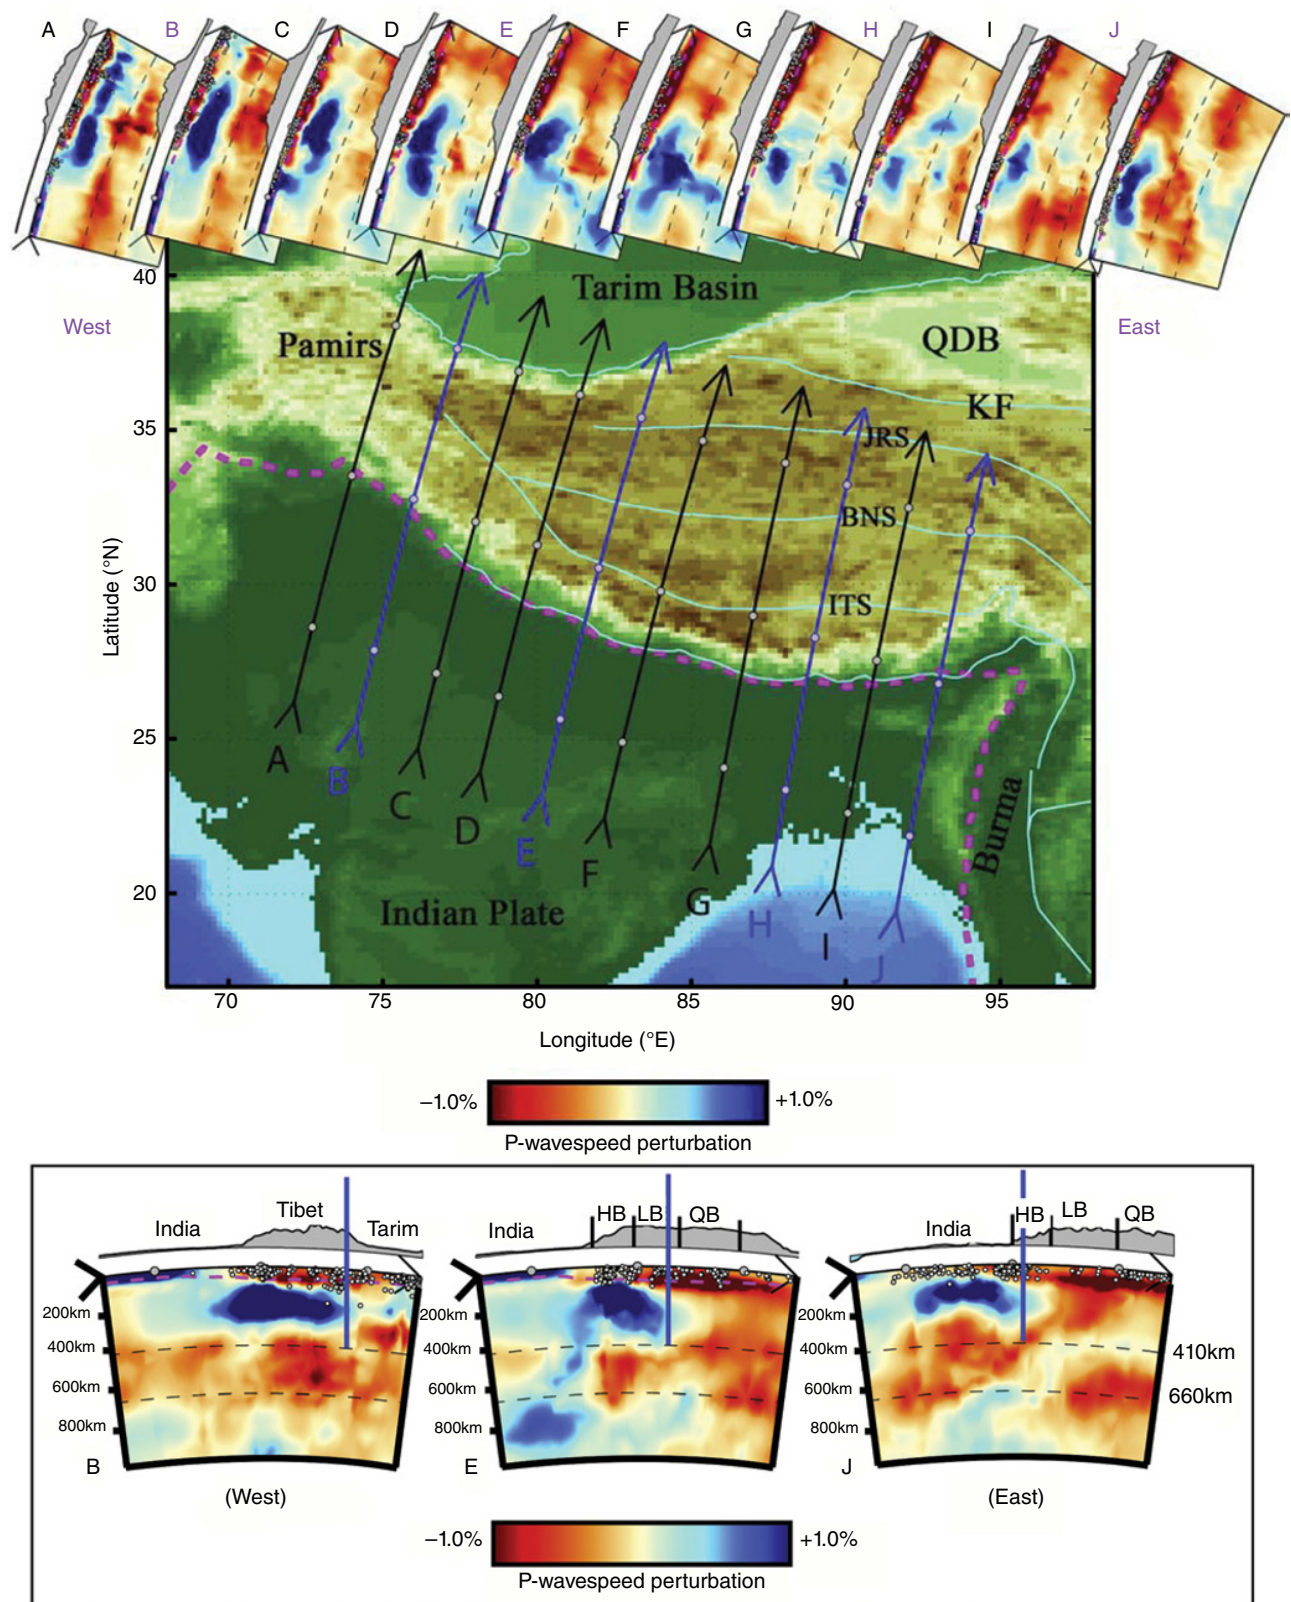 A B C D E F G H I J
West East
40
35
30
25
20
Latitude (°N)
Tarim Basin
Pamirs
QDB
KF
JRS
BNS
ITS
A
B
C
D
E
F
G
H
I
J
Burma
Indian Plate
70 75 80 85 90 95
Longitude (°E)
−1.0% +1.0%
P-wavespeed perturbation
India Tibet Tarim
India HB LB QB
India HB LB QB
200km 200km 200km
400km 400km 400km 410km
600km 600km 600km 660km
800km 800km 800km
B E J
(West) (East)
−1.0% +1.0%
P-wavespeed perturbation